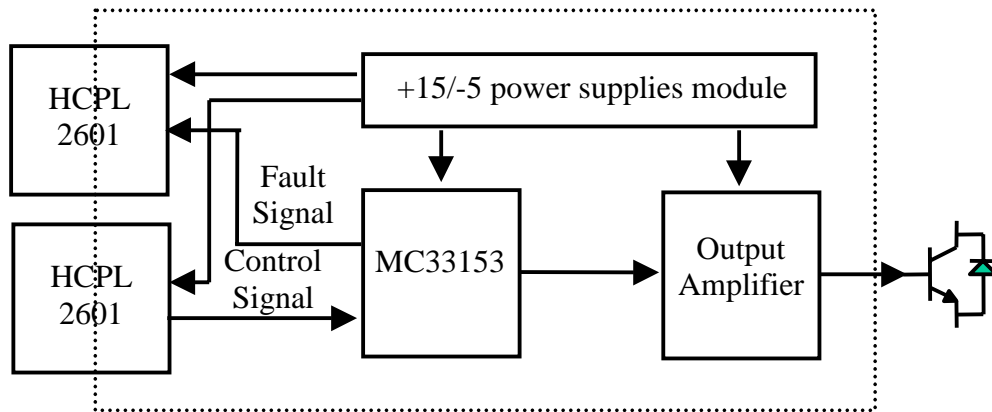 HCPL
2601
+15/-5 power supplies module
Fault
Signal
HCPL
2601
Control
Signal
MC33153
Output
Amplifier